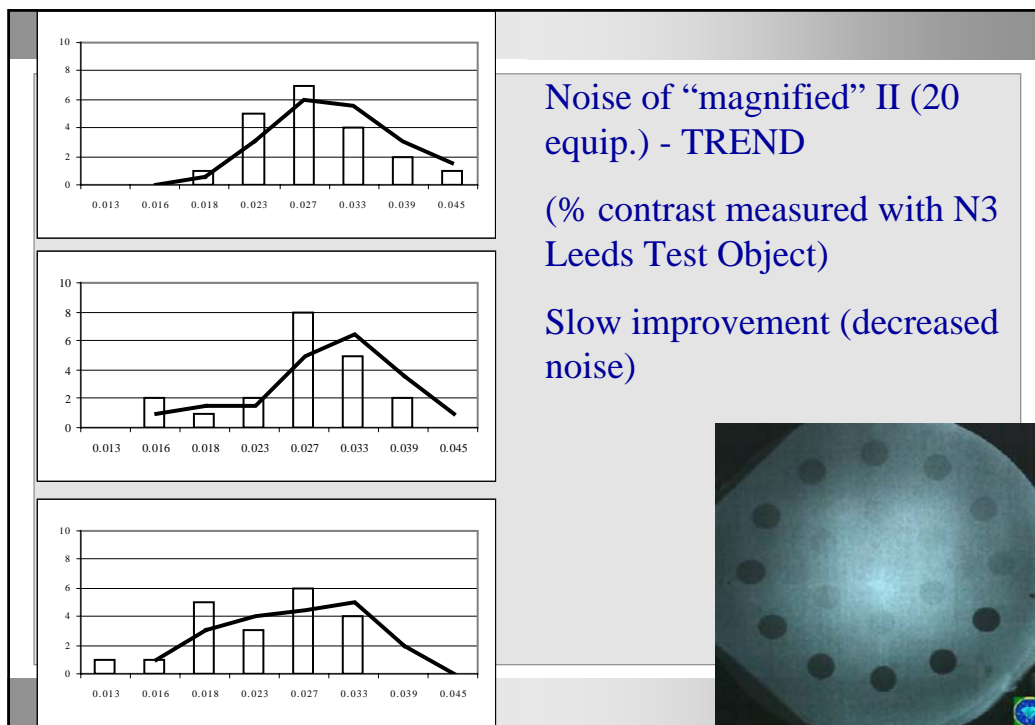 10
8
6
4
2
0
0.013 0.016 0.018 0.023 0.027 0.033 0.039 0.045
10
8
6
4
2
0
0.013 0.016 0.018 0.023 0.027 0.033 0.039 0.045
10
8
6
4
2
0
0.013 0.016 0.018 0.023 0.027 0.033 0.039 0.045
Noise of “magnified” II (20
equip.) - TREND
(% contrast measured with N3
Leeds Test Object)
Slow improvement (decreased
noise)